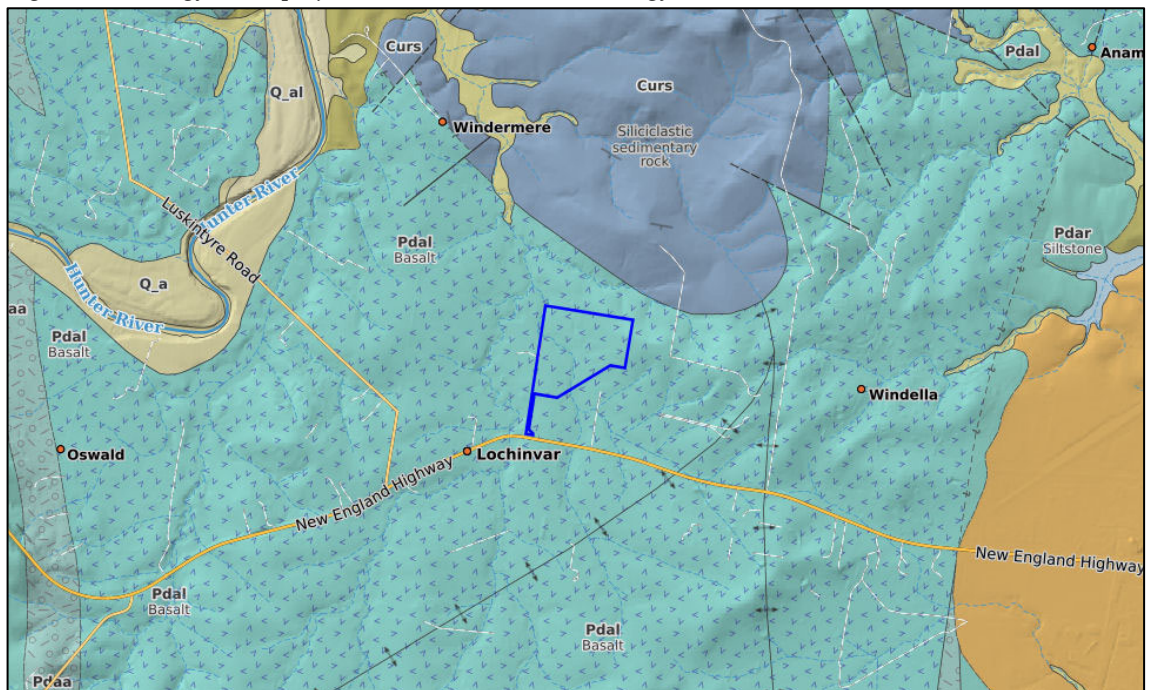 Curs
Pdal
Anam
Q_al
Curs
Windermere
Siliciclastic
sedimentary
rock
Hunter River
Luskintyre Road
Pdal
Basalt
Pdar
Siltstone
Q_a
Hunter River
aa
Pdal
Basalt
Windella
Oswald
Lochinvar
New England Highway
New England Highway
Pdal
Basalt
Pdal
Basalt
Pdaa